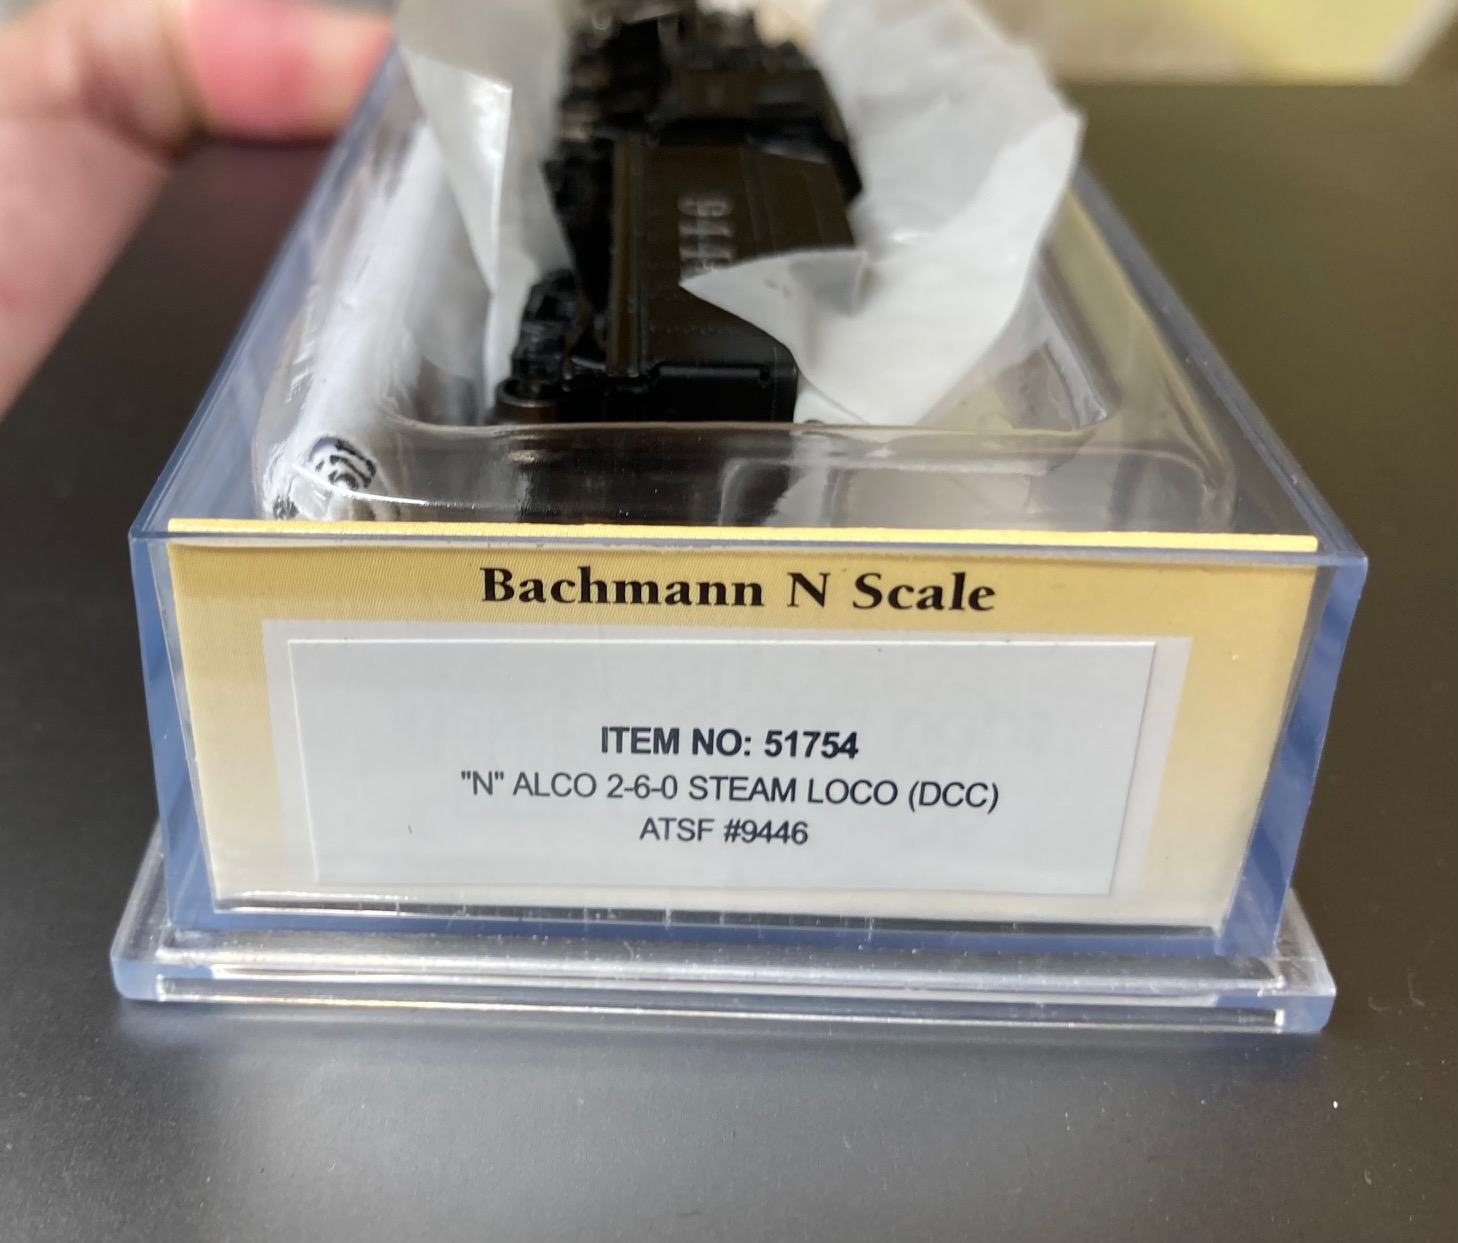 Bachmann N Scale
ITEM NO: 51754
"N" ALCO 2-6-0 STEAM LOCO (DCC)
ATSF #9446